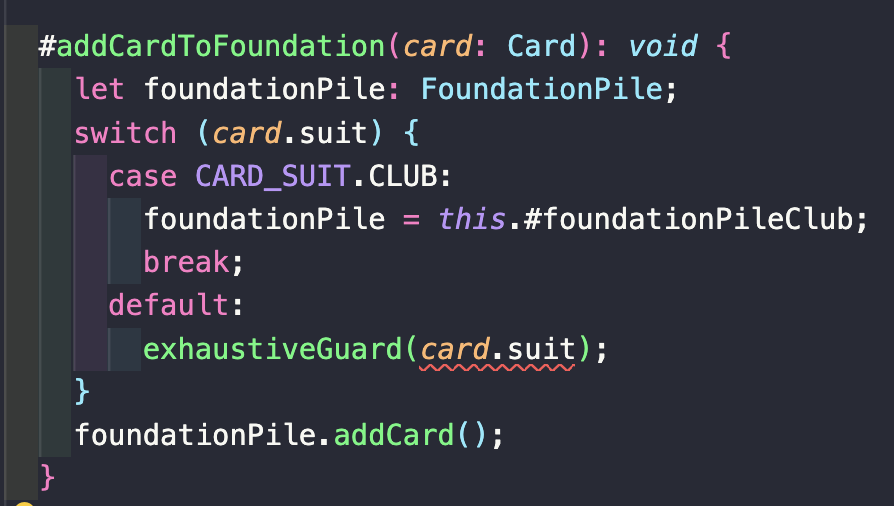 #addCardToFoundation(card: Card): void {
let foundationPile: FoundationPile;
switch (card.suit) {
case CARD_SUIT.CLUB:
foundationPile = this.#foundationPileClub;
break;
default:
exhaustiveGuard(card.suit);
}
foundationPile.addCard();
}